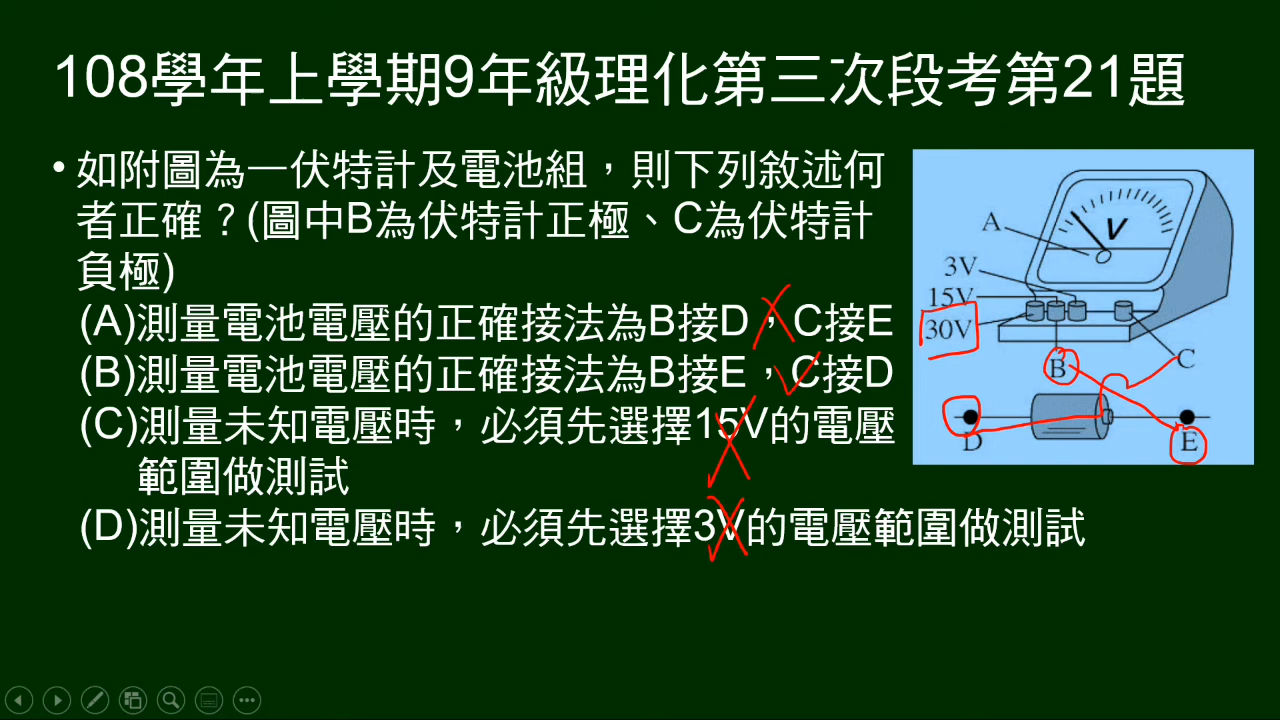 108學年上學期9年級理化第三次段考第21題
• 如附圖為一伏特計及電池組，則下列敘述何
者正確？(圖中B為伏特計正極、C為伏特計
負極)
(A)測量電池電壓的正確接法為B接D，C接E
(B)測量電池電壓的正確接法為B接E，C接D
(C)測量未知電壓時，必須先選擇15V的電壓
範圍做測試
(D)測量未知電壓時，必須先選擇3V的電壓範圍做測試
V
A
3V
15V
30V
B
C
D
E